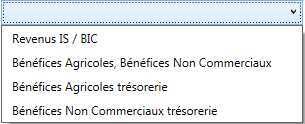 Revenus IS / BIC
Bénéfices Agricoles, Bénéfices Non Commerciaux
Bénéfices Agricoles trésorerie
Bénéfices Non Commerciaux trésorerie